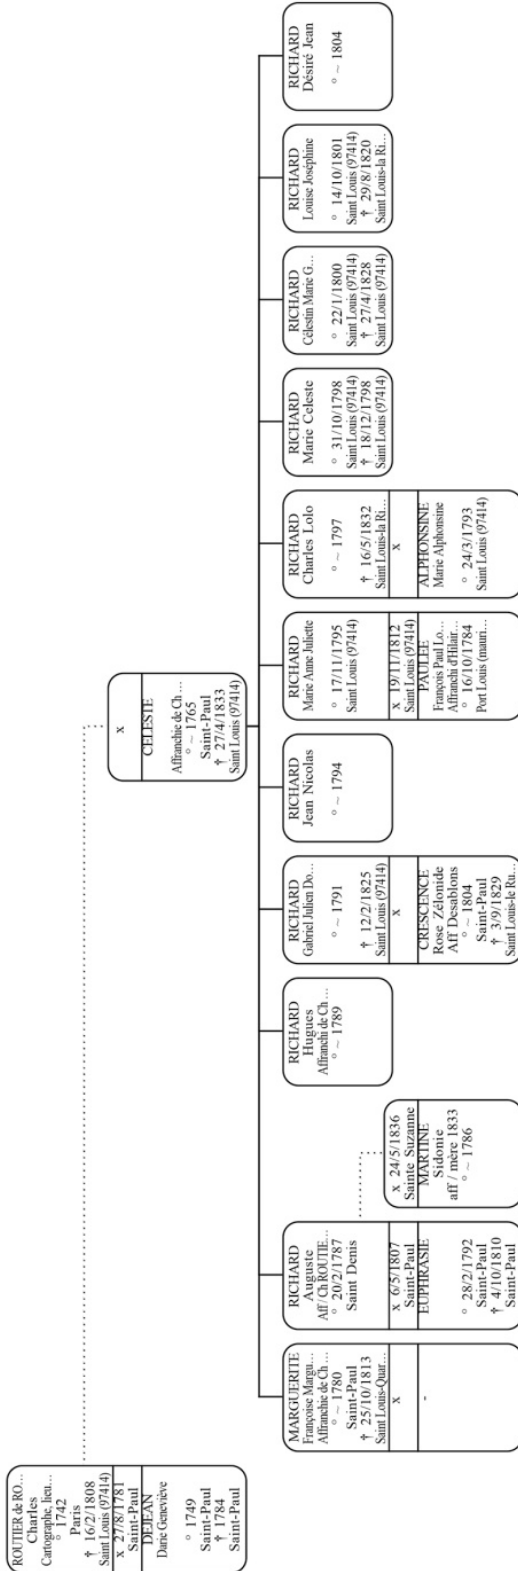 ROUTIER de RO…
Charles
Cartographe, lieu…
° 1742
Paris
† 16/2/1808
Saint Louis (97414)
x 27/8/1781
Saint-Paul
DEJEAN
Darie Geneviève
° 1749
Saint-Paul
† 1784
Saint-Paul
x
CELESTE
Affranchie de Ch …
° ~ 1765
Saint-Paul
† 27/4/1833
Saint Louis (97414)
MARGUERITE
Françoise Margu…
Affranchie de Ch …
° ~ 1780
Saint-Paul
† 25/10/1813
Saint Louis-Quar…
x
-
RICHARD
Auguste
Aff / Ch ROUTIE…
° 20/2/1787
Saint Denis
x 6/5/1807
Saint-Paul
EUPHRASIE
° 28/2/1792
Saint-Paul
† 4/10/1810
Saint-Paul
x 24/5/1836
Sainte Suzanne
MARTINE
Sidonie
aff / mère 1833
° ~ 1786
RICHARD
Hugues
Affranchi de Ch …
° ~ 1789
RICHARD
Gabriel Julien Do…
° ~ 1791
† 12/2/1825
Saint Louis (97414)
x
CRESCENCE
Rose Zélonide
Aff Desablons
° ~ 1804
Saint-Paul
† 3/9/1829
Saint Louis-le Ru…
RICHARD
Jean Nicolas
° ~ 1794
RICHARD
Marie Anne Juliette
° 17/11/1795
Saint Louis (97414)
x 19/11/1812
Saint Louis (97414)
PAULEE
François Paul Lo…
Affranchi d'Hilair…
° 16/10/1784
Port Louis (mauri…
RICHARD
Charles Lolo
° ~ 1797
† 16/5/1832
Saint Louis-la Ri…
x
ALPHONSINE
Marie Alphonsine
° 24/3/1793
Saint Louis (97414)
RICHARD
Marie Celeste
° 31/10/1798
Saint Louis (97414)
† 18/12/1798
Saint Louis (97414)
RICHARD
Célestin Marie G…
° 22/1/1800
Saint Louis (97414)
† 27/4/1828
Saint Louis (97414)
RICHARD
Louise Joséphine
° 14/10/1801
Saint Louis (97414)
† 29/8/1820
Saint Louis-la Ri…
RICHARD
Désiré Jean
° ~ 1804